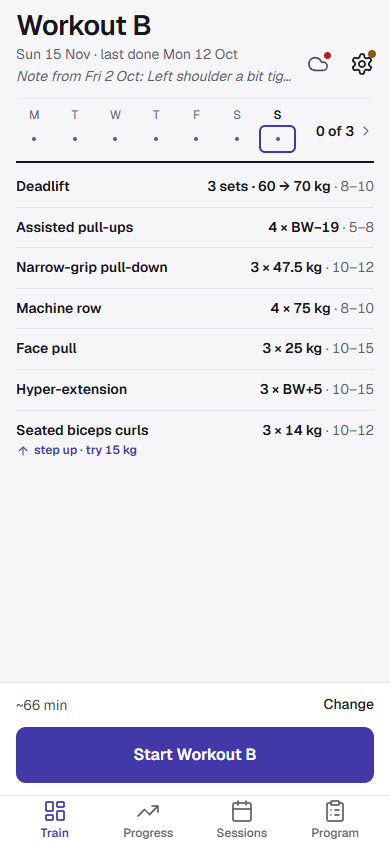 Workout B
Sun 15 Nov · last done Mon 12 Oct
Note from Fri 2 Oct: Left shoulder a bit tig...
M T W T F S S
0 of 3
Deadlift 3 sets · 60 → 70 kg · 8–10
Assisted pull-ups 4 × BW−19 · 5–8
Narrow-grip pull-down 3 × 47.5 kg · 10–12
Machine row 4 × 75 kg · 8–10
Face pull 3 × 25 kg · 10–15
Hyper-extension 3 × BW+5 · 10–15
Seated biceps curls 3 × 14 kg · 10–12
↑ step up · try 15 kg
~66 min Change
Start Workout B
Train Progress Sessions Program